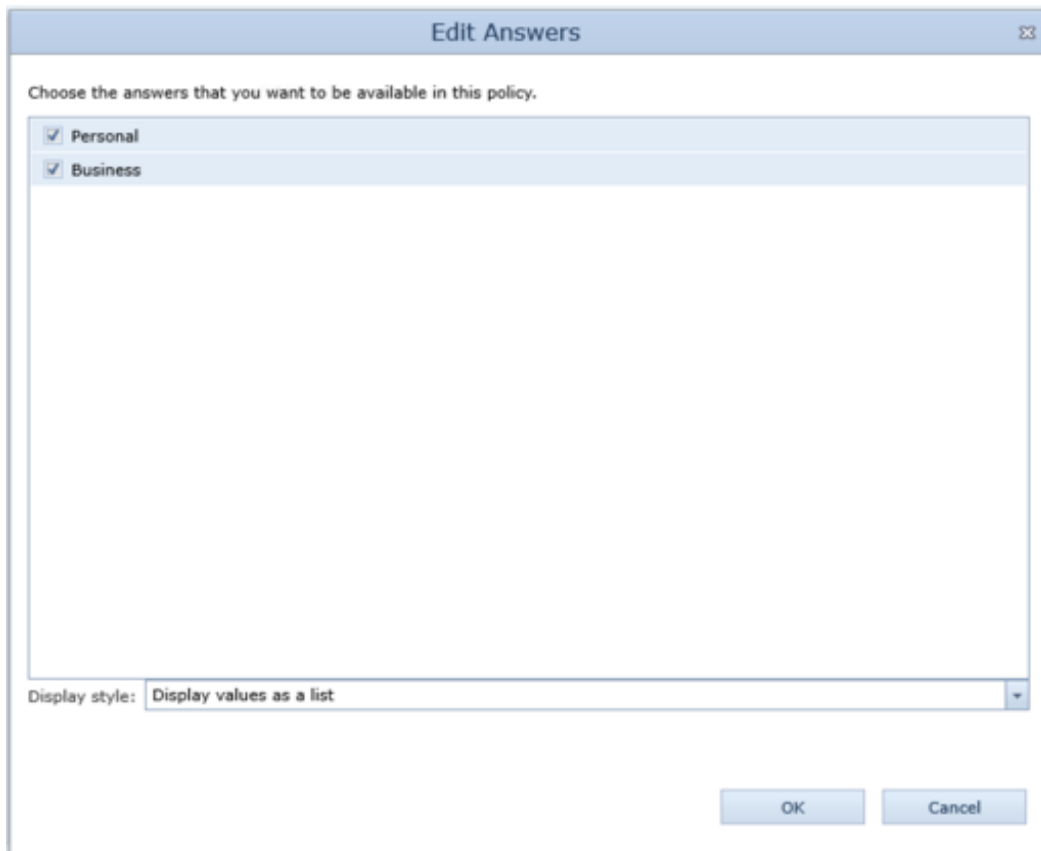 Edit Answers
Choose the answers that you want to be available in this policy.
Personal
Business
Display style: Display values as a list
OK Cancel